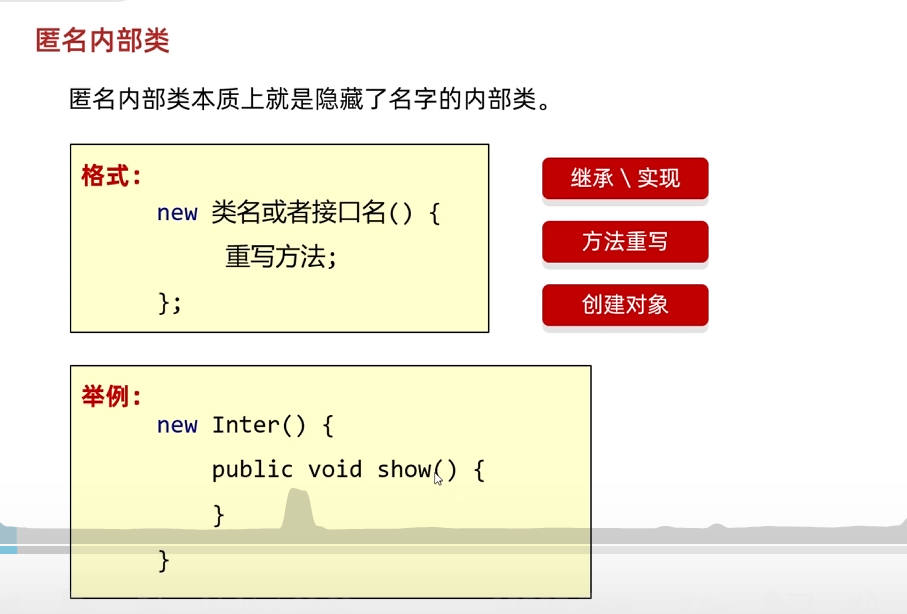 匿名内部类
匿名内部类本质上就是隐藏了名字的内部类。
格式：
new 类名或者接口名() {
重写方法;
};
继承 \ 实现
方法重写
创建对象
举例：
new Inter() {
public void show() {
}
}